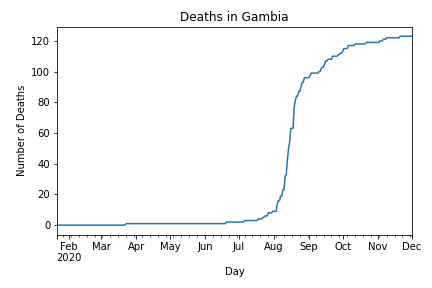 Deaths in Gambia
Number of Deaths
120
100
80
60
40
20
0
Feb Mar Apr May Jun Jul Aug Sep Oct Nov Dec
2020
Day